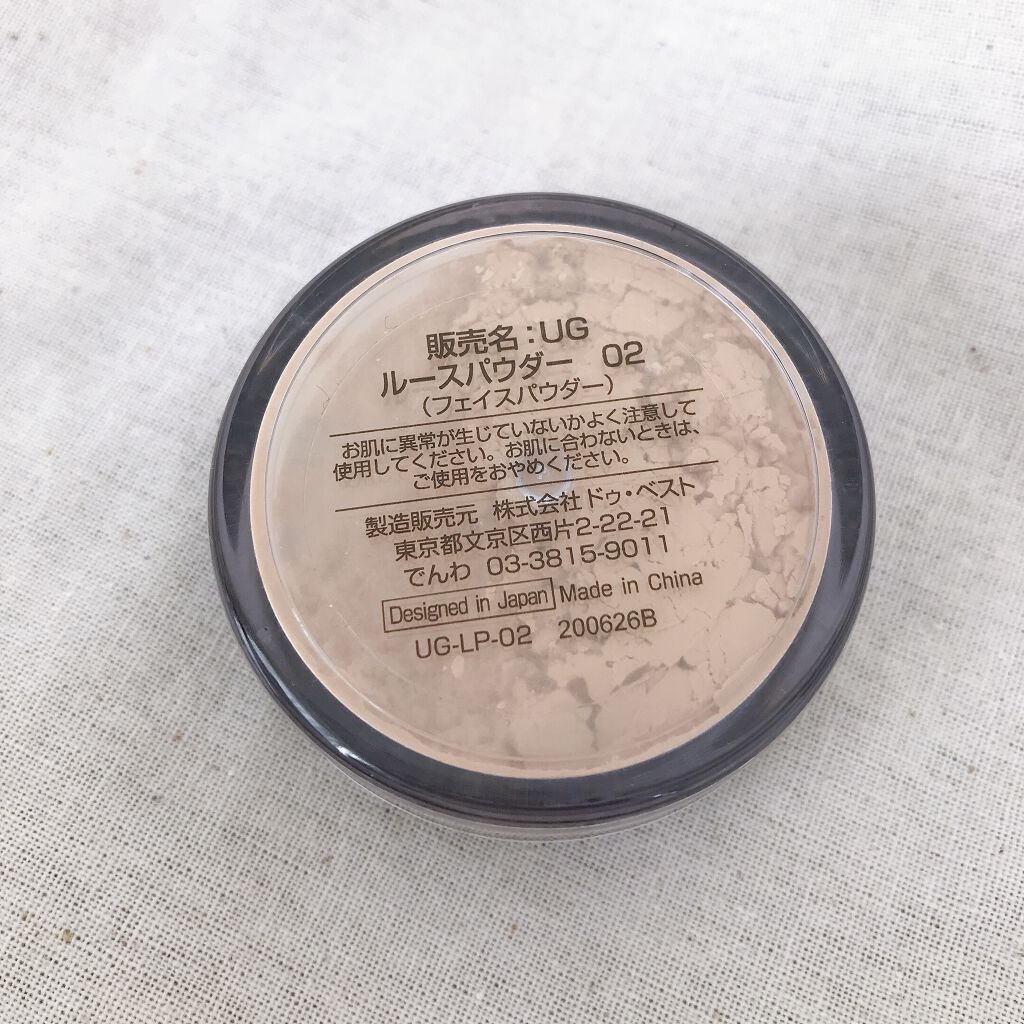 販売名：UG
ルースパウダー 02
（フェイスパウダー）
お肌に異常が生じていないかよく注意して
使用してください。お肌に合わないときは、
ご使用をおやめください。
製造販売元 株式会社ドゥ・ベスト
東京都文京区西片2-22-21
でんわ 03-3815-9011
Designed in Japan Made in China
UG-LP-02 200626B